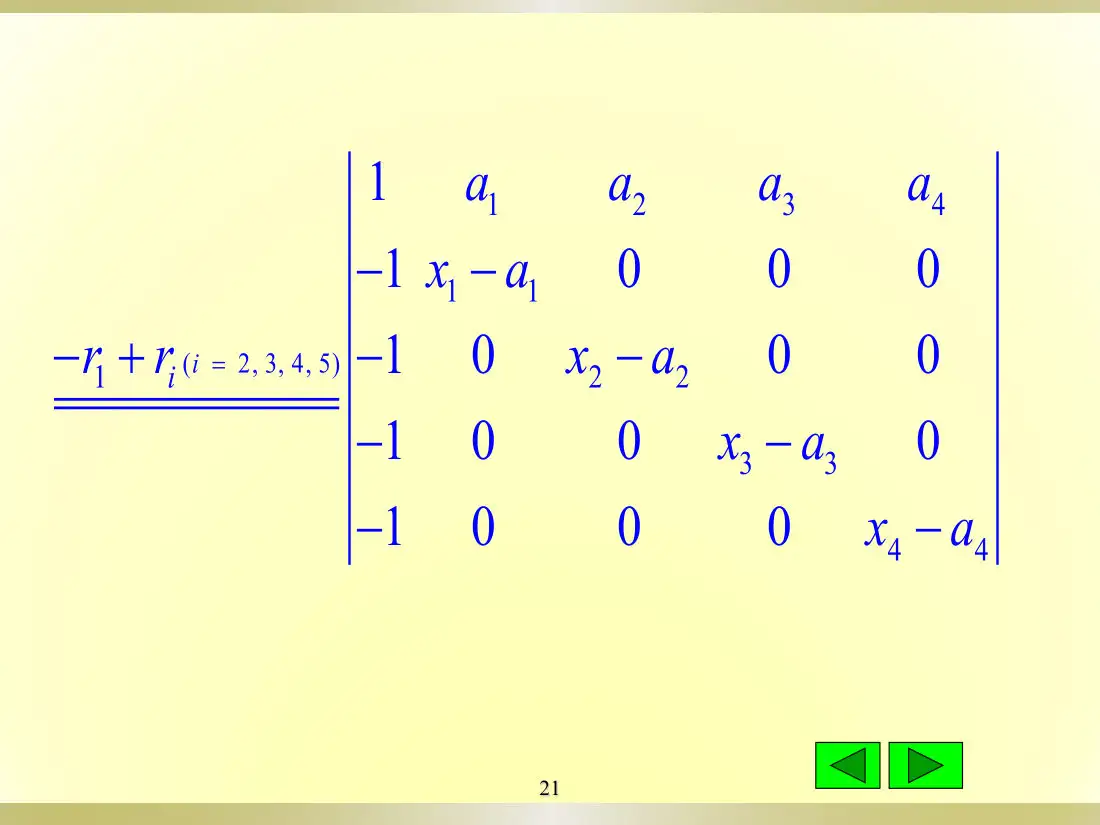 1 a₁ a₂ a₃ a₄
−1 x₁ − a₁ 0 0 0
−r₁ + rᵢ (i = 2, 3, 4, 5) −1 0 x₂ − a₂ 0 0
−1 0 0 x₃ − a₃ 0
−1 0 0 0 x₄ − a₄
21